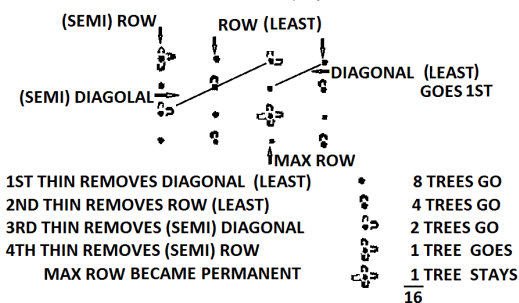 (SEMI) ROW
ROW (LEAST)
DIAGONAL (LEAST)
GOES 1ST
(SEMI) DIAGOLAL
MAX ROW
1ST THIN REMOVES DIAGONAL (LEAST) 8 TREES GO
2ND THIN REMOVES ROW (LEAST) 4 TREES GO
3RD THIN REMOVES (SEMI) DIAGONAL 2 TREES GO
4TH THIN REMOVES (SEMI) ROW 1 TREE GOES
MAX ROW BECAME PERMANENT 1 TREE STAYS
16